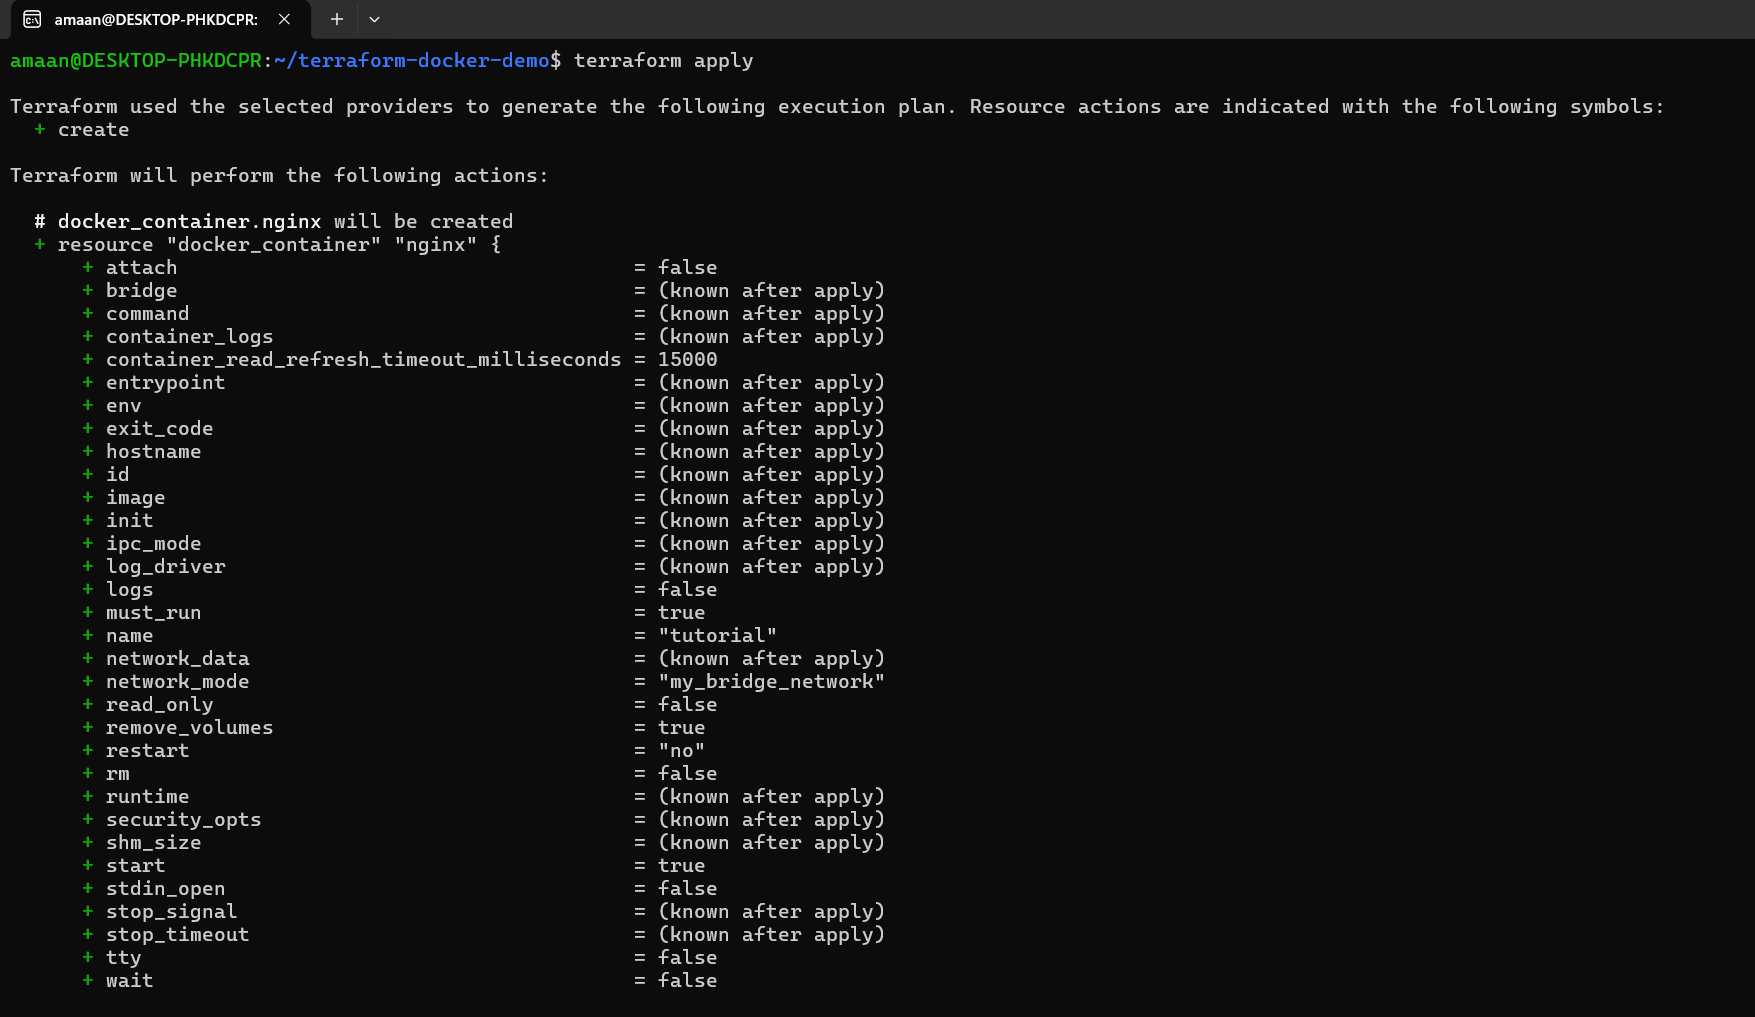 amaan@DESKTOP-PHKDCPR:
amaan@DESKTOP-PHKDCPR:~/terraform-docker-demo$ terraform apply
Terraform used the selected providers to generate the following execution plan. Resource actions are indicated with the following symbols:
+ create
Terraform will perform the following actions:
# docker_container.nginx will be created
+ resource "docker_container" "nginx" {
+ attach = false
+ bridge = (known after apply)
+ command = (known after apply)
+ container_logs = (known after apply)
+ container_read_refresh_timeout_milliseconds = 15000
+ entrypoint = (known after apply)
+ env = (known after apply)
+ exit_code = (known after apply)
+ hostname = (known after apply)
+ id = (known after apply)
+ image = (known after apply)
+ init = (known after apply)
+ ipc_mode = (known after apply)
+ log_driver = (known after apply)
+ logs = false
+ must_run = true
+ name = "tutorial"
+ network_data = (known after apply)
+ network_mode = "my_bridge_network"
+ read_only = false
+ remove_volumes = true
+ restart = "no"
+ rm = false
+ runtime = (known after apply)
+ security_opts = (known after apply)
+ shm_size = (known after apply)
+ start = true
+ stdin_open = false
+ stop_signal = (known after apply)
+ stop_timeout = (known after apply)
+ tty = false
+ wait = false